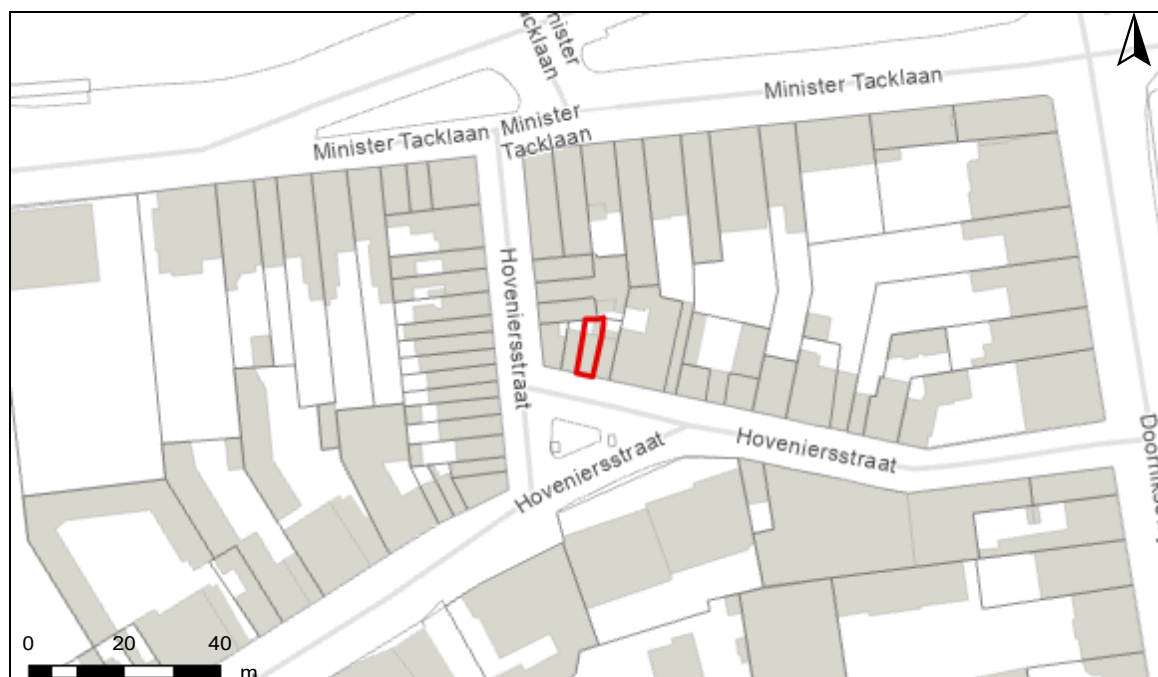 Minister
Tacklaan
Minister Tacklaan
Minister
Tacklaan
Minister Tacklaan
Hoveniersstraat
Hoveniersstraat
Hoveniersstraat
0 20 40
m